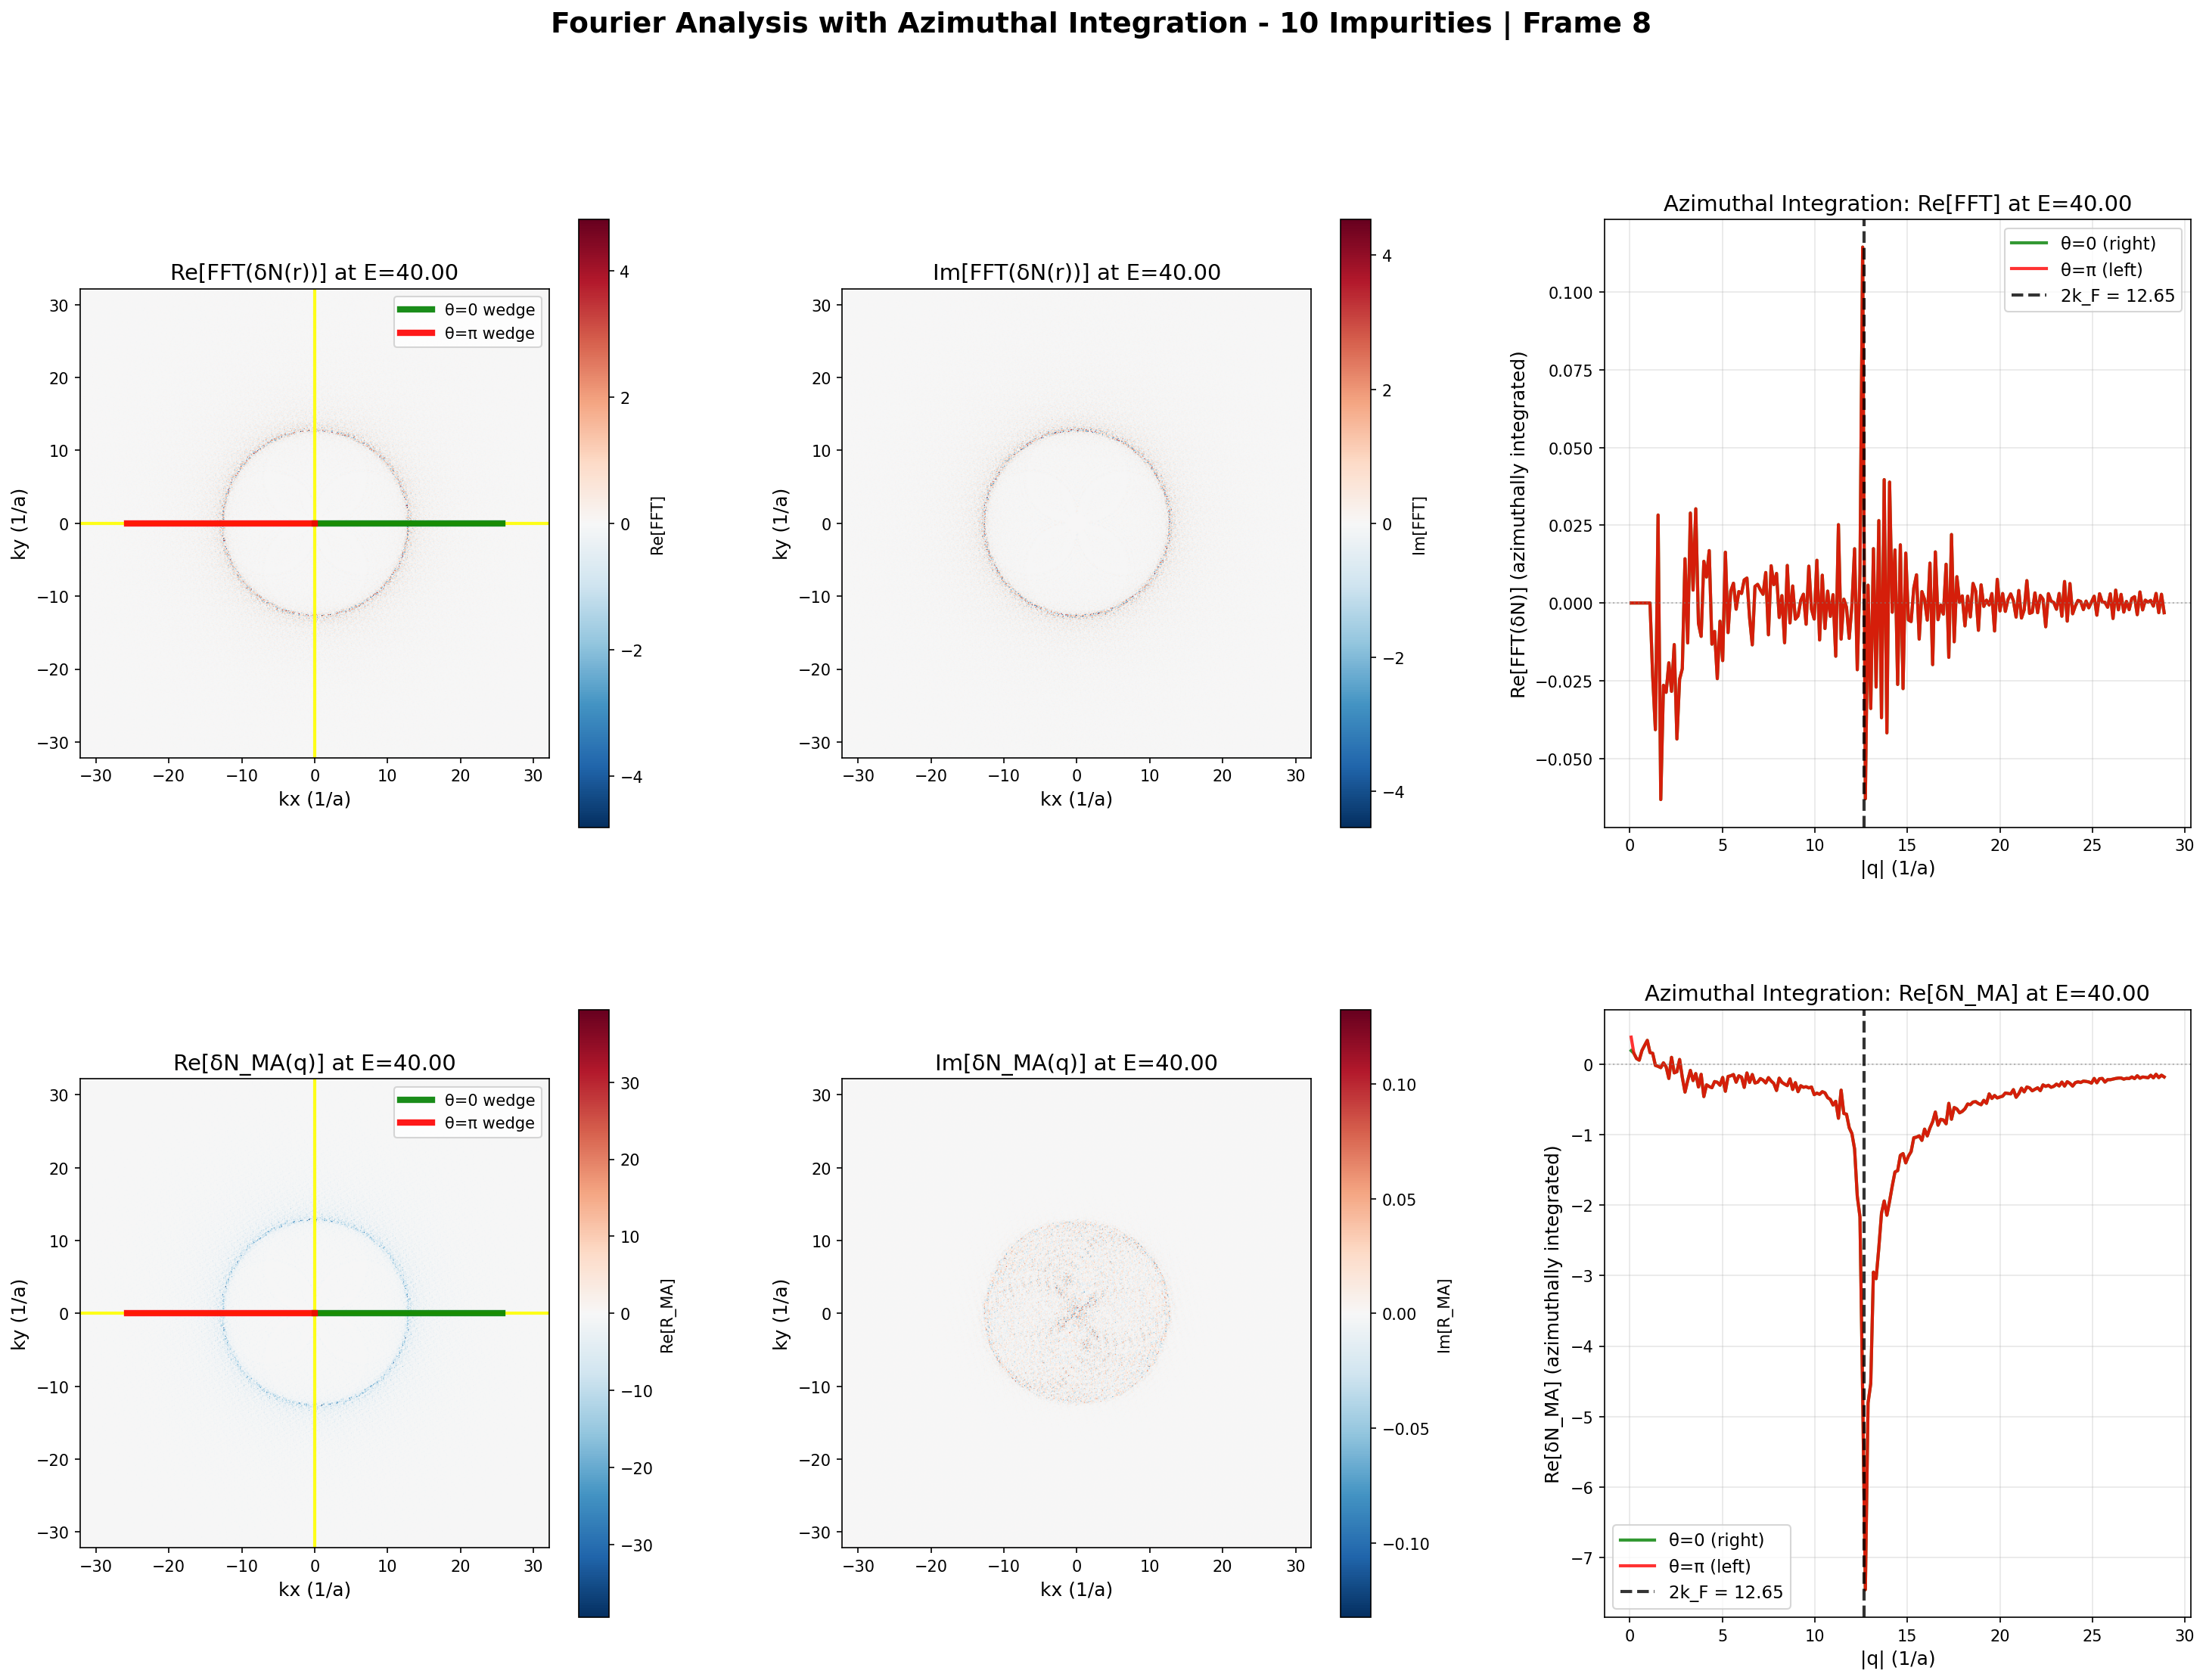 Fourier Analysis with Azimuthal Integration - 10 Impurities | Frame 8
Re[FFT(δN(r))] at E=40.00
θ=0 wedge
θ=π wedge
30
20
10
0
−10
−20
−30
−30 −20 −10 0 10 20 30
kx (1/a)
ky (1/a)
4
2
0
−2
−4
Re[FFT]
Im[FFT(δN(r))] at E=40.00
30
20
10
0
−10
−20
−30
−30 −20 −10 0 10 20 30
kx (1/a)
ky (1/a)
4
2
0
−2
−4
Im[FFT]
Azimuthal Integration: Re[FFT] at E=40.00
θ=0 (right)
θ=π (left)
2k_F = 12.65
0.100
0.075
0.050
0.025
0.000
−0.025
−0.050
0 5 10 15 20 25 30
|q| (1/a)
Re[FFT(δN)] (azimuthally integrated)
Re[δN_MA(q)] at E=40.00
θ=0 wedge
θ=π wedge
30
20
10
0
−10
−20
−30
−30 −20 −10 0 10 20 30
kx (1/a)
ky (1/a)
30
20
10
0
−10
−20
−30
Re[R_MA]
Im[δN_MA(q)] at E=40.00
30
20
10
0
−10
−20
−30
−30 −20 −10 0 10 20 30
kx (1/a)
ky (1/a)
0.10
0.05
0.00
−0.05
−0.10
Im[R_MA]
Azimuthal Integration: Re[δN_MA] at E=40.00
0
−1
−2
−3
−4
−5
−6
−7
θ=0 (right)
θ=π (left)
2k_F = 12.65
0 5 10 15 20 25 30
|q| (1/a)
Re[δN_MA] (azimuthally integrated)